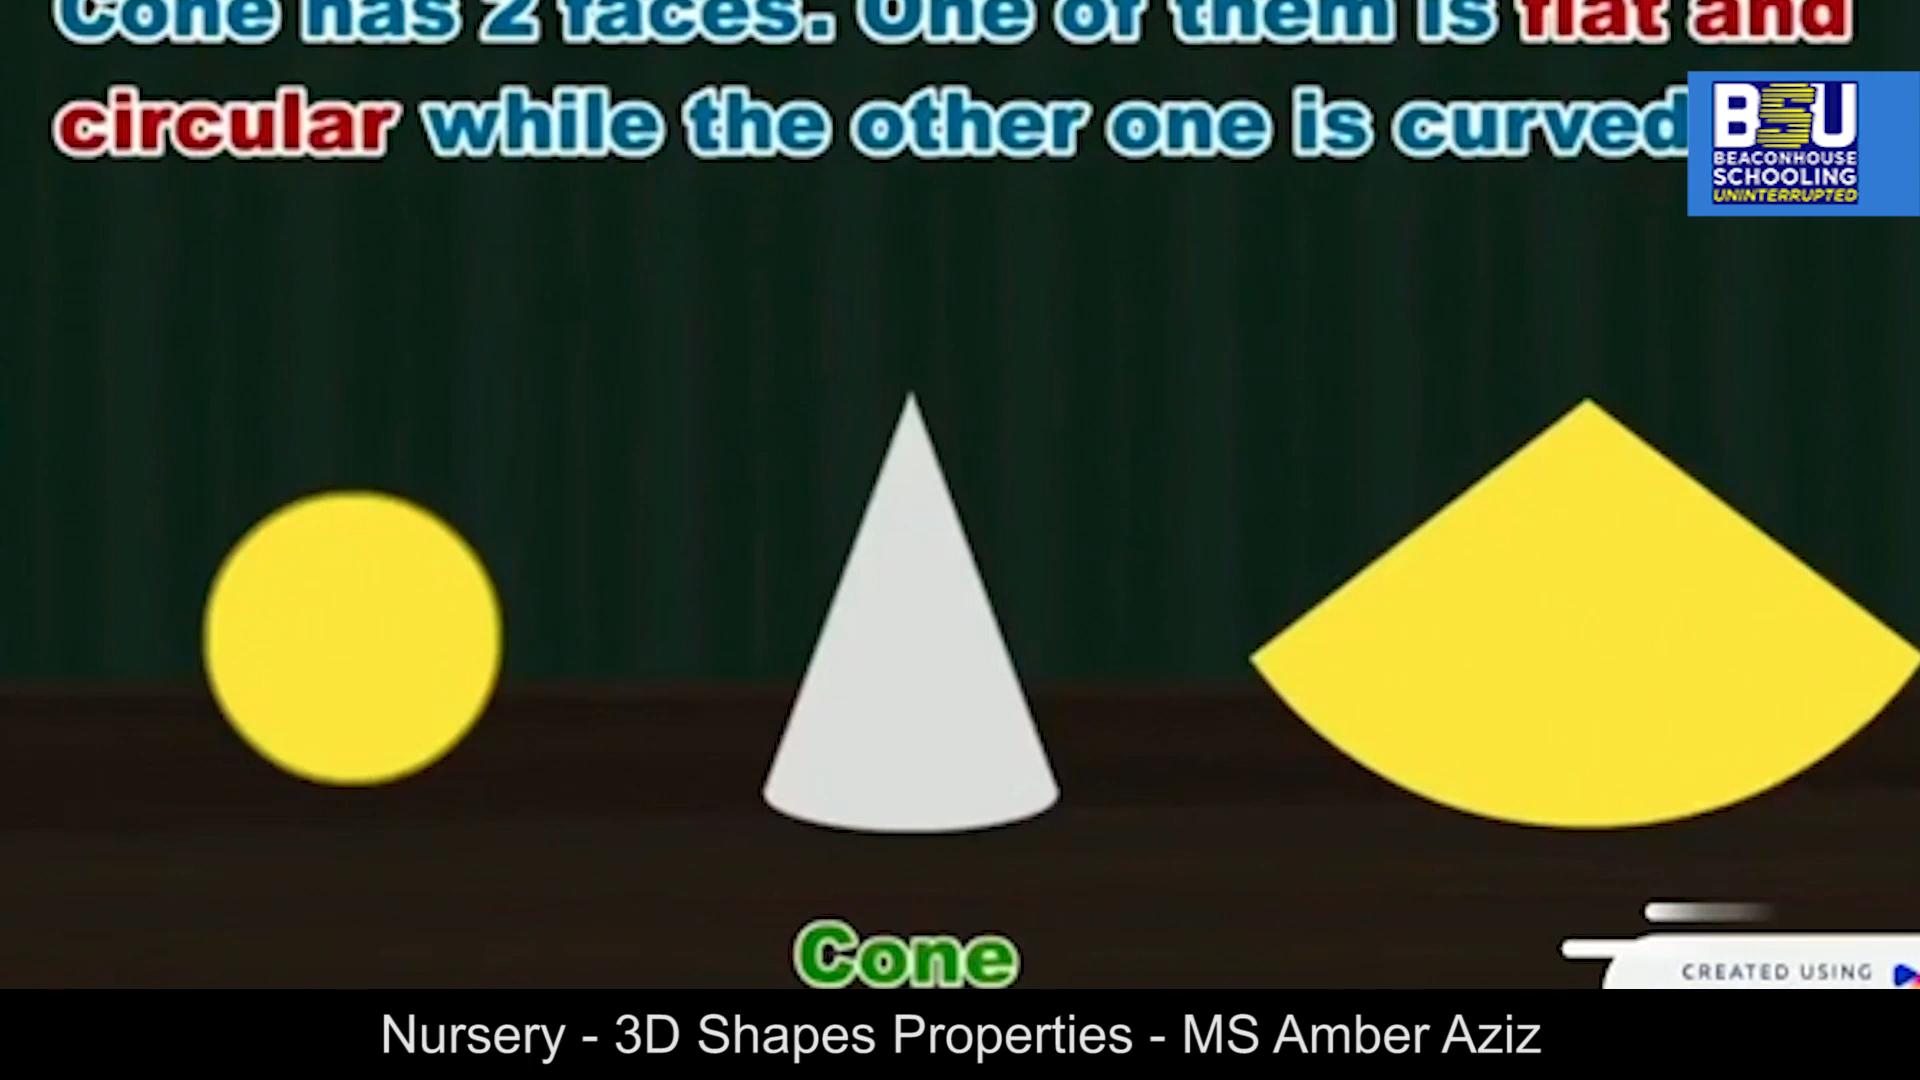 Cone has 2 faces. One of them is flat and
circular while the other one is curved
BSU
BEACONHOUSE
SCHOOLING
UNINTERRUPTED
Cone
CREATED USING
Nursery - 3D Shapes Properties - MS Amber Aziz